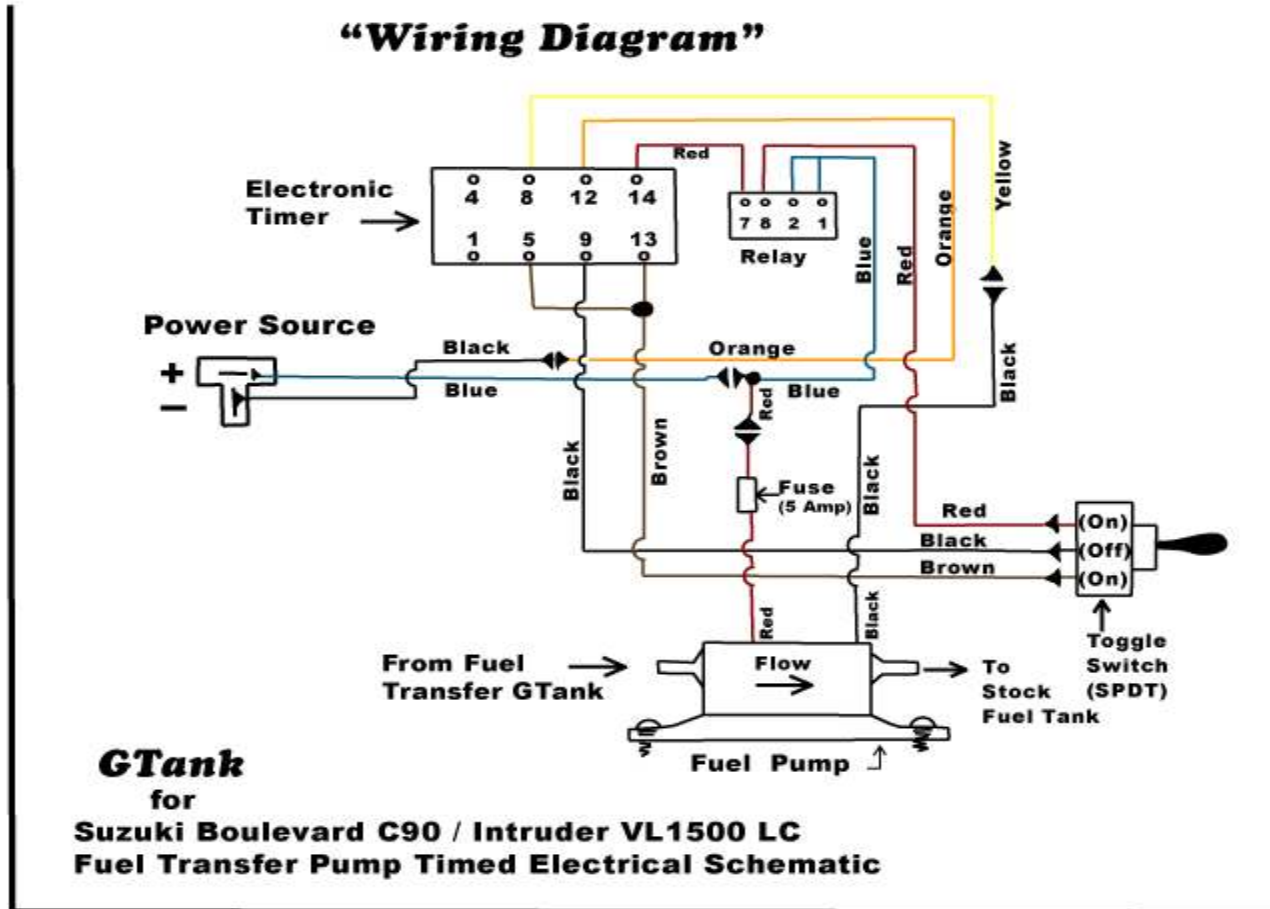 “Wiring Diagram”
Yellow
Red
Electronic
Timer
4 8 12 14
1 5 9 13
7 8 2 1
Relay
Blue
Red
Orange
Power Source
+
−
Black
Blue
Orange
Blue
Red
Black
Black
Brown
Fuse
(5 Amp)
Black
Red
Black
Brown
(On)
(Off)
(On)
Toggle
Switch
(SPDT)
Red
Black
From Fuel
Transfer GTank
Flow
To
Stock
Fuel Tank
Fuel Pump
GTank
for
Suzuki Boulevard C90 / Intruder VL1500 LC
Fuel Transfer Pump Timed Electrical Schematic